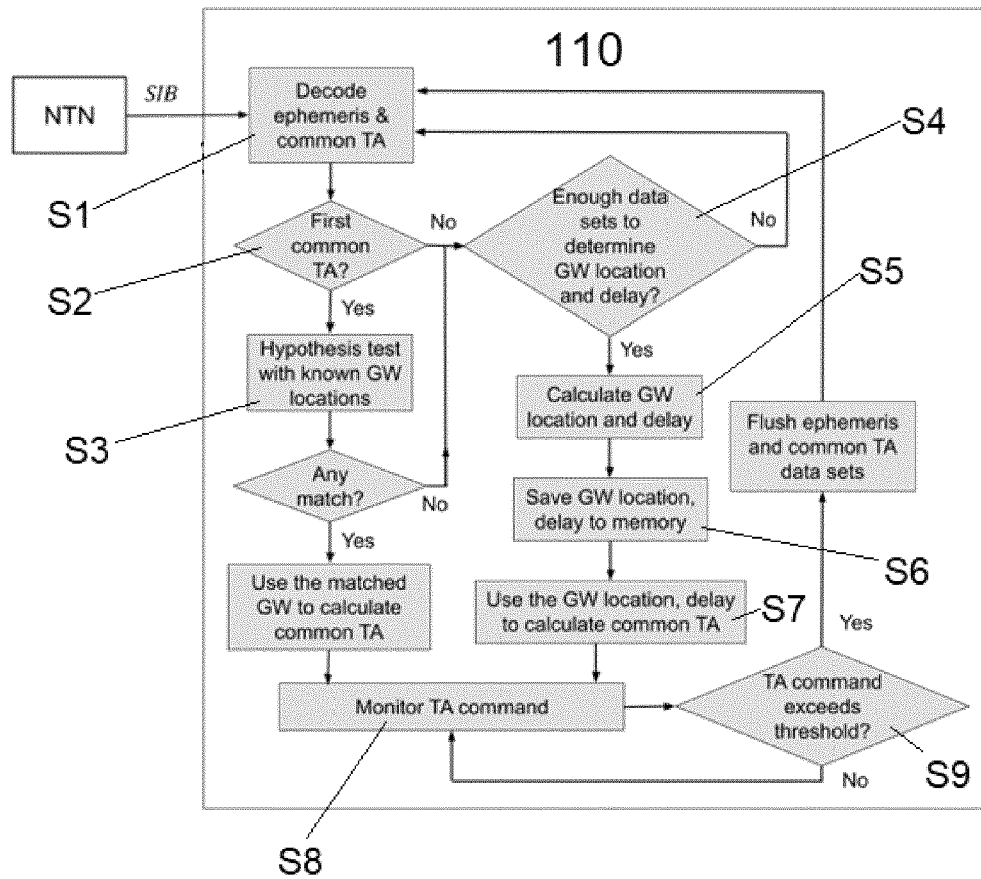 110
NTN
SIB
Decode
ephemeris &
common TA
S1
First
common
TA?
No
S2
Yes
Hypothesis test
with known GW
locations
S3
Any
match?
No
Yes
Use the matched
GW to calculate
common TA
Enough data
sets to
determine
GW location
and delay?
No
S4
Yes
S5
Calculate GW
location and delay
Save GW location,
delay to memory
S6
Use the GW location, delay
to calculate common TA
S7
Flush ephemeris
and common TA
data sets
Yes
Monitor TA command
TA command
exceeds
threshold?
No
S9
S8